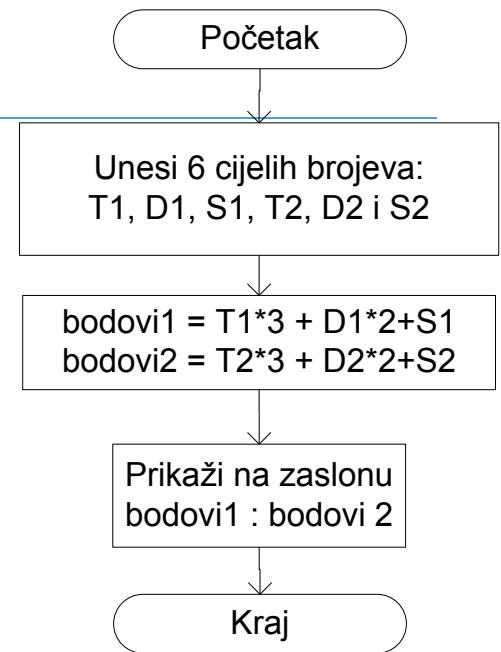 Početak
Unesi 6 cijelih brojeva:
T1, D1, S1, T2, D2 i S2
bodovi1 = T1*3 + D1*2+S1
bodovi2 = T2*3 + D2*2+S2
Prikaži na zaslonu
bodovi1 : bodovi 2
Kraj